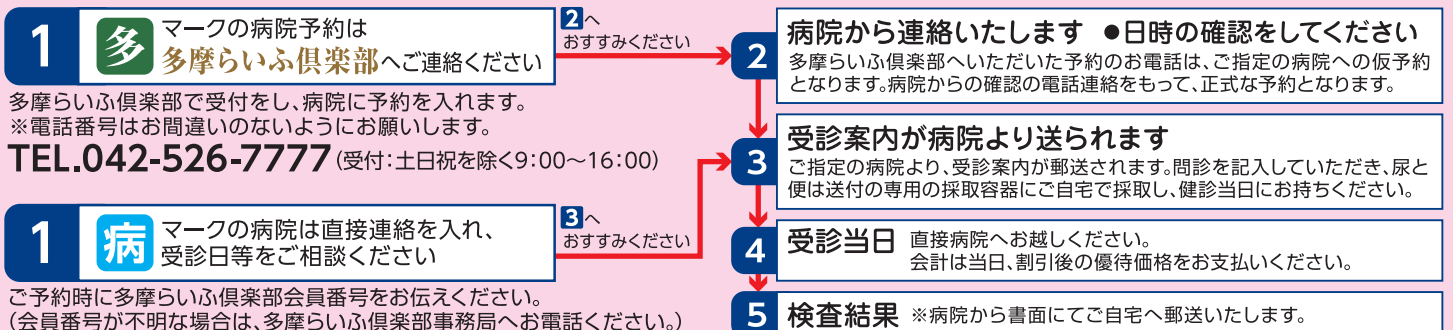 1
多
マークの病院予約は
多摩らいふ倶楽部へご連絡ください
2へ
おすすみください
多摩らいふ倶楽部で受付をし、病院に予約を入れます。
※電話番号はお間違いのないようにお願いします。
TEL.042-526-7777(受付:土日祝を除く9:00〜16:00)
1
病
マークの病院は直接連絡を入れ、
受診日等をご相談ください
3へ
おすすみください
ご予約時に多摩らいふ倶楽部会員番号をお伝えください。
(会員番号が不明な場合は、多摩らいふ倶楽部事務局へお電話ください。)
2
病院から連絡いたします ●日時の確認をしてください
多摩らいふ倶楽部へいただいた予約のお電話は、ご指定の病院への仮予約
となります。病院からの確認の電話連絡をもって、正式な予約となります。
3
受診案内が病院より送られます
ご指定の病院より、受診案内が郵送されます。問診を記入していただき、尿と
便は送付の専用の採取容器にご自宅で採取し、健診当日にお持ちください。
4
受診当日 直接病院へお越しください。
会計は当日、割引後の優待価格をお支払いください。
5
検査結果 ※病院から書面にてご自宅へ郵送いたします。